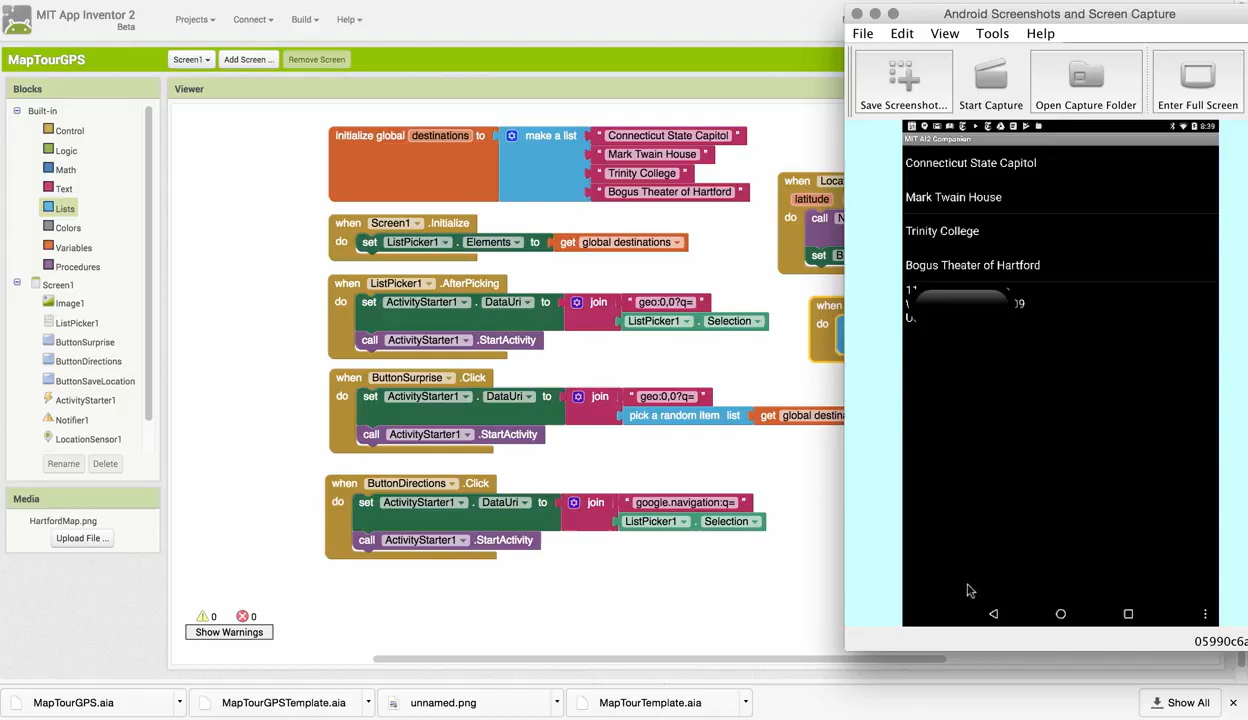 MIT App Inventor 2
Beta
Projects
Connect
Build
Help
MapTourGPS
Screen1
Add Screen ...
Remove Screen
Blocks
Built-in
Control
Logic
Math
Text
Lists
Colors
Variables
Procedures
Screen1
Image1
ListPicker1
ButtonSurprise
ButtonDirections
ButtonSaveLocation
ActivityStarter1
Notifier1
LocationSensor1
Rename
Delete
Media
HartfordMap.png
Upload File ...
Viewer
initialize global destinations to make a list " Connecticut State Capitol "
" Mark Twain House "
" Trinity College "
" Bogus Theater of Hartford "
when Screen1 .Initialize
do set ListPicker1 . Elements to get global destinations
when ListPicker1 .AfterPicking
do set ActivityStarter1 . DataUri to join " geo:0,0?q= "
ListPicker1 . Selection
call ActivityStarter1 .StartActivity
when ButtonSurprise .Click
do set ActivityStarter1 . DataUri to join " geo:0,0?q= "
pick a random item list get global destina
call ActivityStarter1 .StartActivity
when ButtonDirections .Click
do set ActivityStarter1 . DataUri to join " google.navigation:q= "
ListPicker1 . Selection
call ActivityStarter1 .StartActivity
when Loca
latitude
do call N
set B
when
do
0 0
Show Warnings
Android Screenshots and Screen Capture
File Edit View Tools Help
Save Screenshot...
Start Capture
Open Capture Folder
Enter Full Screen
8:39
MIT AI2 Companion
Connecticut State Capitol
Mark Twain House
Trinity College
Bogus Theater of Hartford
09
05990c6a
MapTourGPS.aia
MapTourGPSTemplate.aia
unnamed.png
MapTourTemplate.aia
Show All